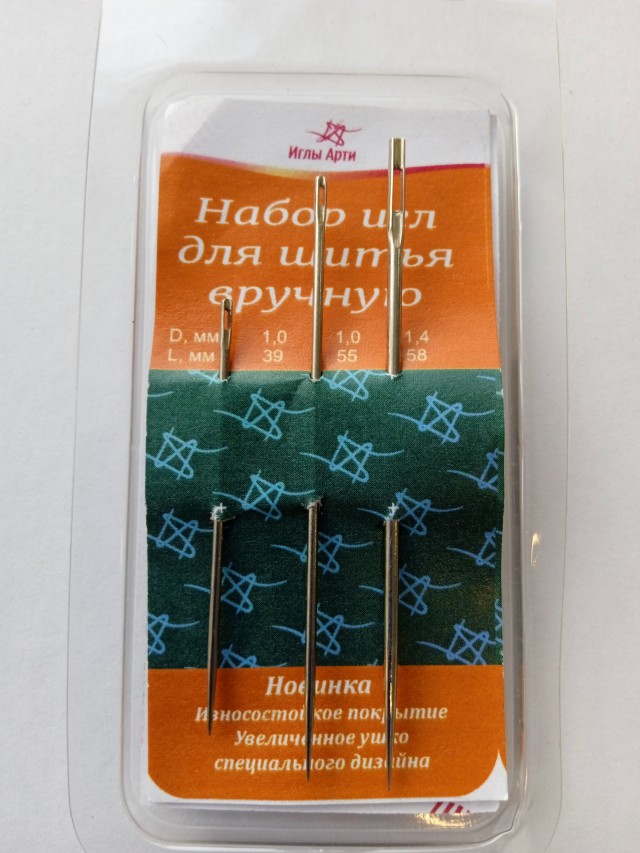 Иглы Арти
Набор игл
для шитья
вручную
D, мм 1,0 1,0 1,4
L, мм 39 55 58
Новинка
Износостойкое покрытие
Увеличенное ушко
специального дизайна